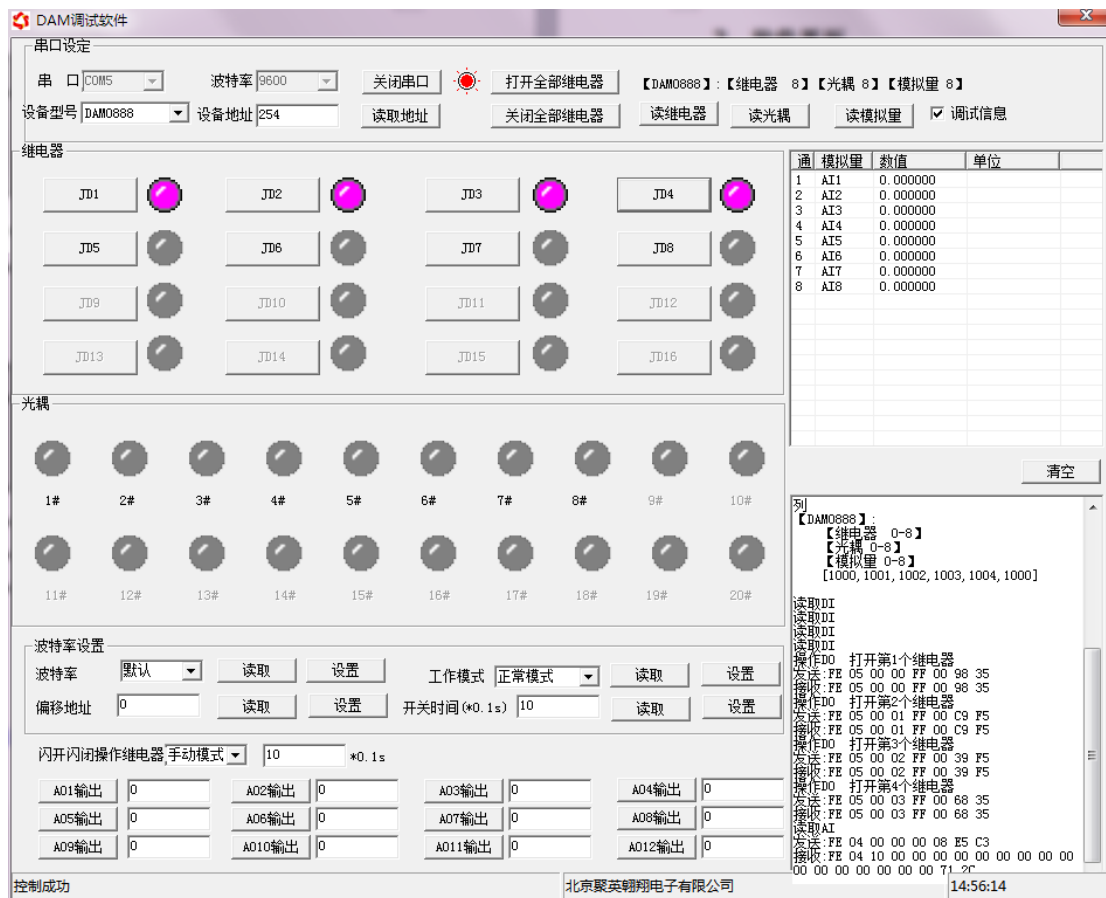 DAM调试软件
串口设定
串 口 COM5 波特率 9600 关闭串口 打开全部继电器 【DAM0888】:【继电器 8】【光耦 8】【模拟量 8】
设备型号 DAM0888 设备地址 254 读取地址 关闭全部继电器 读继电器 读光耦 读模拟量 调试信息
继电器
JD1 JD2 JD3 JD4
JD5 JD6 JD7 JD8
JD9 JD10 JD11 JD12
JD13 JD14 JD15 JD16
通 模拟量 数值 单位
1 AI1 0.000000
2 AI2 0.000000
3 AI3 0.000000
4 AI4 0.000000
5 AI5 0.000000
6 AI6 0.000000
7 AI7 0.000000
8 AI8 0.000000
光耦
1# 2# 3# 4# 5# 6# 7# 8# 9# 10#
11# 12# 13# 14# 15# 16# 17# 18# 19# 20#
清空
列
【DAM0888】:
【继电器 0-8】
【光耦 0-8】
【模拟量 0-8】
[1000,1001,1002,1003,1004,1000]
读取DI
读取DI
读取DI
读取DI
操作DO 打开第1个继电器
发送:FE 05 00 00 FF 00 98 35
接收:FE 05 00 00 FF 00 98 35
操作DO 打开第2个继电器
发送:FE 05 00 01 FF 00 C9 F5
接收:FE 05 00 01 FF 00 C9 F5
操作DO 打开第3个继电器
发送:FE 05 00 02 FF 00 39 F5
接收:FE 05 00 02 FF 00 39 F5
操作DO 打开第4个继电器
发送:FE 05 00 03 FF 00 68 35
接收:FE 05 00 03 FF 00 68 35
读取AI
发送:FE 04 00 00 00 08 E5 C3
接收:FE 04 10 00 00 00 00 00 00 00 00 00
00 00 00 00 00 00 00 71 2C
波特率设置
波特率 默认 读取 设置 工作模式 正常模式 读取 设置
偏移地址 0 读取 设置 开关时间(*0.1s) 10 读取 设置
闪开闪闭操作继电器 手动模式 10 *0.1s
AO1输出 0 AO2输出 0 AO3输出 0 AO4输出 0
AO5输出 0 AO6输出 0 AO7输出 0 AO8输出 0
AO9输出 0 AO10输出 0 AO11输出 0 AO12输出 0
控制成功 北京聚英翱翔电子有限公司 14:56:14